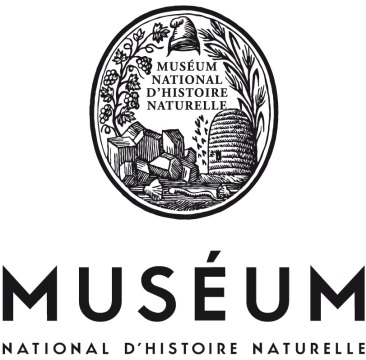 MUSÉUM
NATIONAL
D'HISTOIRE
NATURELLE
MUSÉUM
NATIONAL D'HISTOIRE NATURELLE